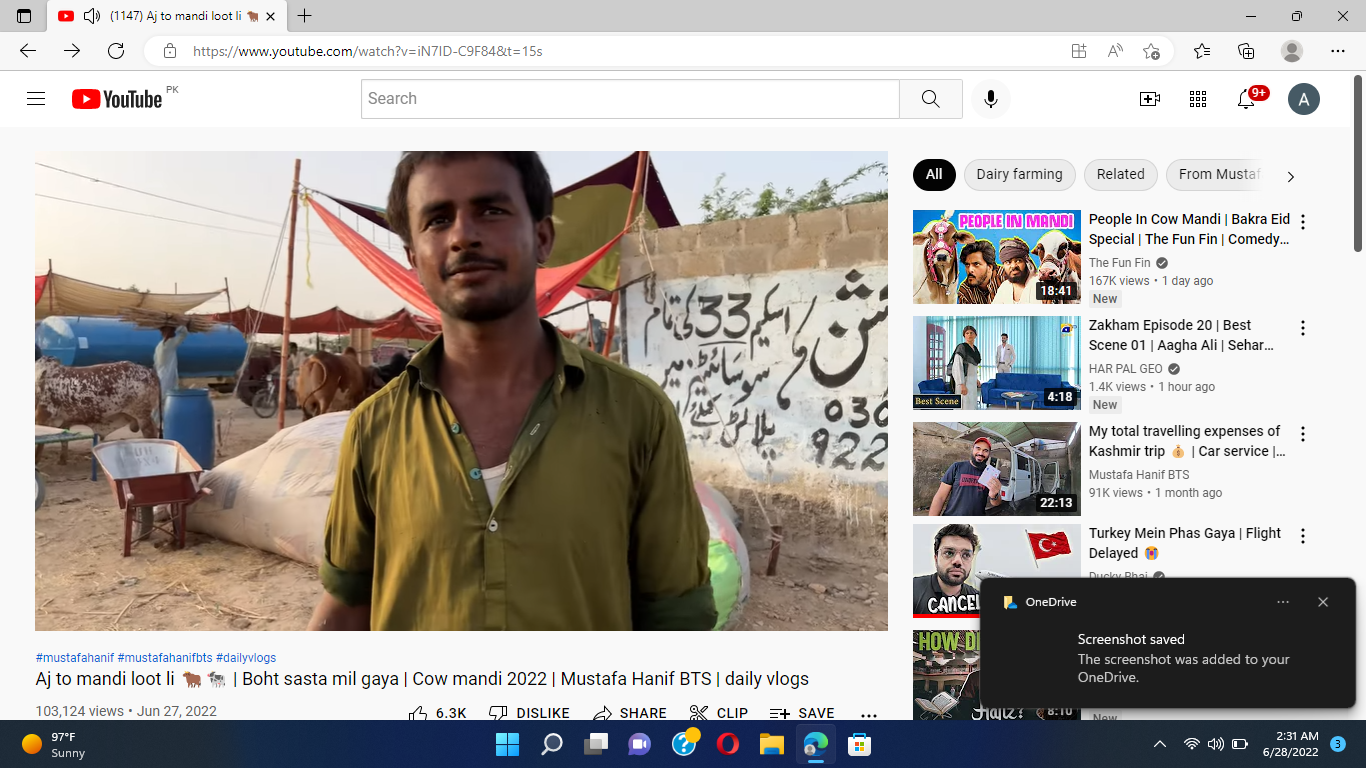 (1147) Aj to mandi loot li 🐂
https://www.youtube.com/watch?v=iN7ID-C9F84&t=15s
YouTube PK
Search
9+
A
اسکیم 33 کی تمام
سوسائٹیز میں
030
922
#mustafahanif #mustafahanifbts #dailyvlogs
Aj to mandi loot li 🐂 🐄 | Boht sasta mil gaya | Cow mandi 2022 | Mustafa Hanif BTS | daily vlogs
103,124 views • Jun 27, 2022
6.3K DISLIKE SHARE CLIP SAVE
All Dairy farming Related From Mustaf
PEOPLE IN MANDI
18:41
People In Cow Mandi | Bakra Eid
Special | The Fun Fin | Comedy...
The Fun Fin
167K views • 1 day ago
New
Best Scene
4:18
Zakham Episode 20 | Best
Scene 01 | Aagha Ali | Sehar...
HAR PAL GEO
1.4K views • 1 hour ago
New
22:13
My total travelling expenses of
Kashmir trip 💰 | Car service |...
Mustafa Hanif BTS
91K views • 1 month ago
CANCEL
Turkey Mein Phas Gaya | Flight
Delayed 😭
Ducky Bhai
HOW DI
8:10
New
OneDrive
Screenshot saved
The screenshot was added to your
OneDrive.
97°F
Sunny
2:31 AM
6/28/2022
3